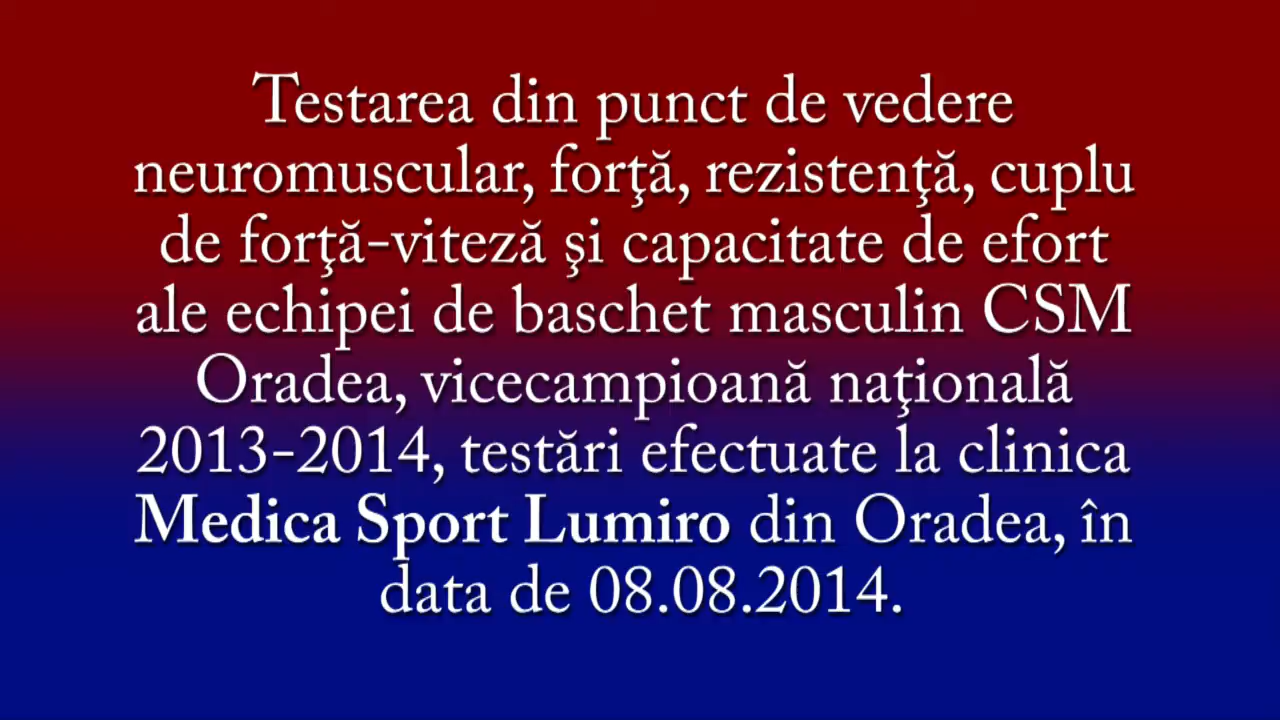 Testarea din punct de vedere
neuromuscular, forţă, rezistenţă, cuplu
de forţă-viteză şi capacitate de efort
ale echipei de baschet masculin CSM
Oradea, vicecampioană naţională
2013-2014, testări efectuate la clinica
Medica Sport Lumiro din Oradea, în
data de 08.08.2014.